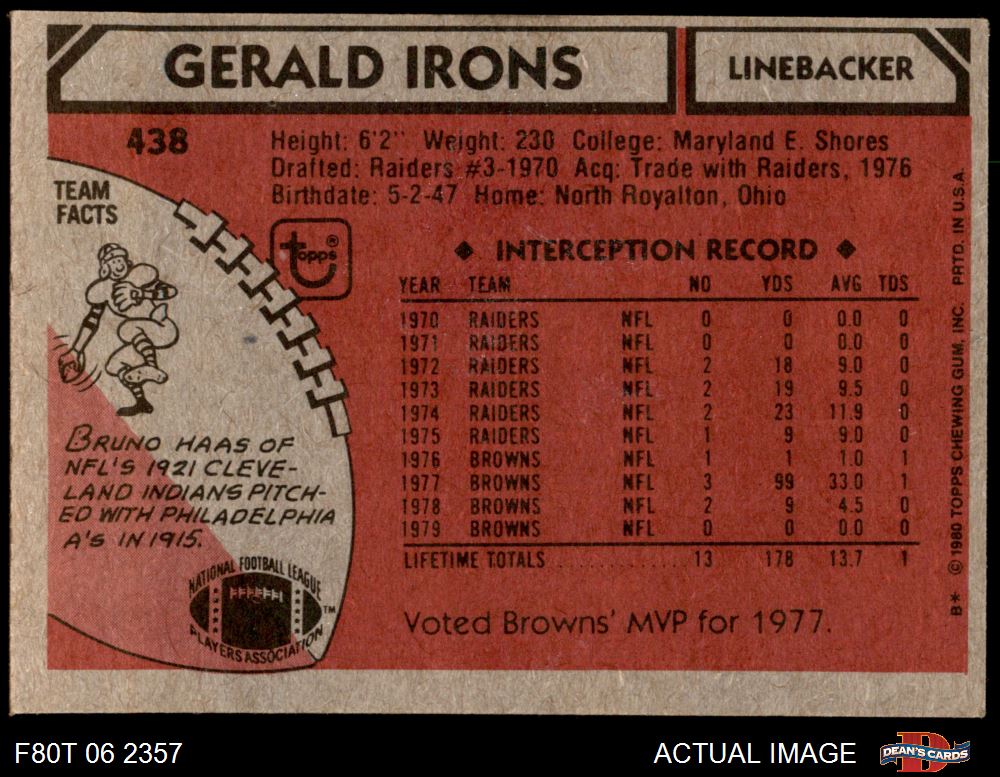 GERALD IRONS
LINEBACKER
438
Height: 6'2" Weight: 230 College: Maryland E. Shores
Drafted: Raiders #3-1970 Acq: Trade with Raiders, 1976
Birthdate: 5-2-47 Home: North Royalton, Ohio
TEAM
FACTS
topps®
BRUNO HAAS OF
NFL'S 1921 CLEVE-
LAND INDIANS PITCH-
ED WITH PHILADELPHIA
A'S IN 1915.
NATIONAL FOOTBALL LEAGUE
PLAYERS ASSOCIATION
™
◆ INTERCEPTION RECORD ◆
YEAR TEAM NO YDS AVG TDS
1970 RAIDERS NFL 0 0 0.0 0
1971 RAIDERS NFL 0 0 0.0 0
1972 RAIDERS NFL 2 18 9.0 0
1973 RAIDERS NFL 2 19 9.5 0
1974 RAIDERS NFL 2 23 11.9 0
1975 RAIDERS NFL 1 9 9.0 0
1976 BROWNS NFL 1 1 1.0 1
1977 BROWNS NFL 3 99 33.0 1
1978 BROWNS NFL 2 9 4.5 0
1979 BROWNS NFL 0 0 0.0 0
LIFETIME TOTALS ............. 13 178 13.7 1
Voted Browns' MVP for 1977.
B* © 1980 TOPPS CHEWING GUM, INC. PRTD. IN U.S.A.
F80T 06 2357
ACTUAL IMAGE
DEAN'S CARDS